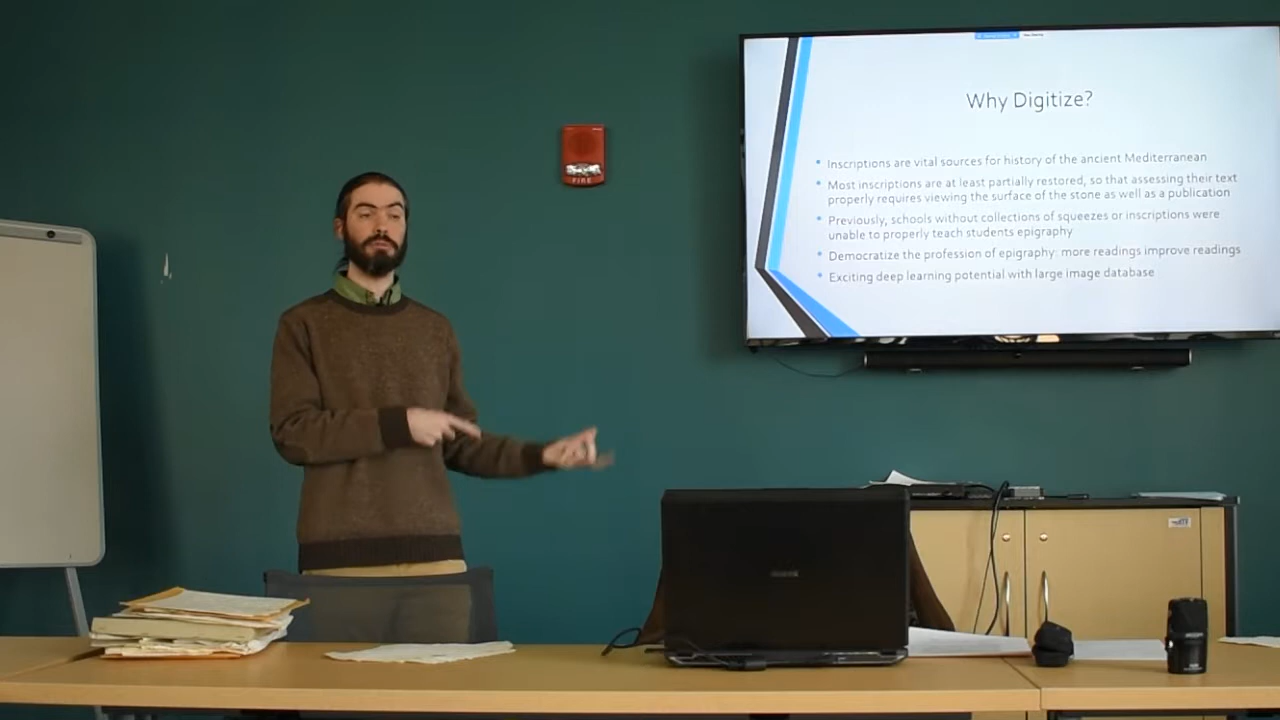 Why Digitize?
• Inscriptions are vital sources for history of the ancient Mediterranean
• Most inscriptions are at least partially restored, so that assessing their text
properly requires viewing the surface of the stone as well as a publication
• Previously, schools without collections of squeezes or inscriptions were
unable to properly teach students epigraphy
• Democratize the profession of epigraphy: more readings improve readings
• Exciting deep learning potential with large image database
FIRE